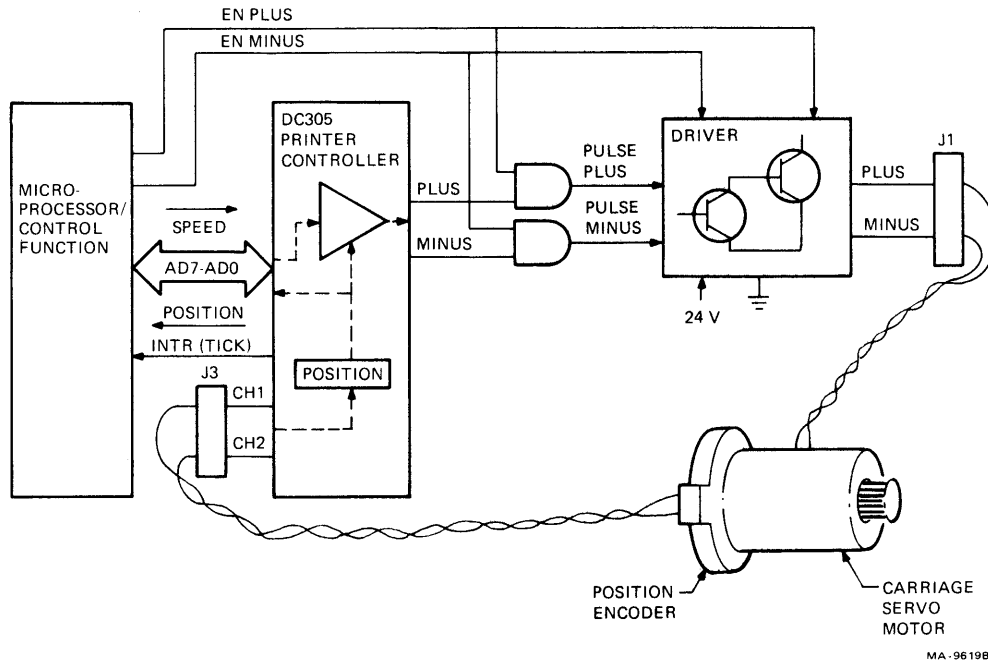 EN PLUS
EN MINUS
MICRO-
PROCESSOR/
CONTROL
FUNCTION
SPEED
AD7-AD0
POSITION
INTR (TICK)
J3
CH1
CH2
DC305
PRINTER
CONTROLLER
POSITION
PLUS
MINUS
PULSE
PLUS
PULSE
MINUS
DRIVER
24 V
PLUS
MINUS
J1
POSITION
ENCODER
CARRIAGE
SERVO
MOTOR
MA-9619B